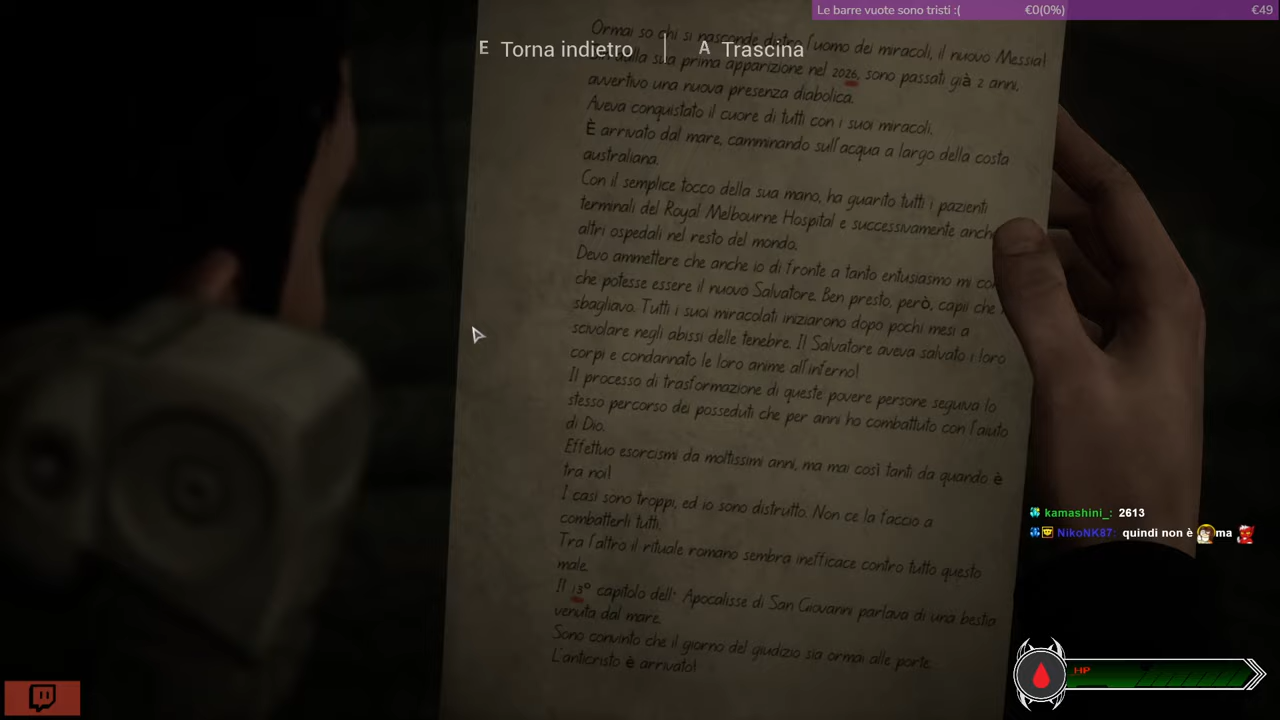 Le barre vuote sono tristi :( €0(0%) €49
E Torna indietro A Trascina
Ormai so chi si nasconde dietro l'uomo dei miracoli, il nuovo Messia!
dalla sua prima apparizione nel 2026, sono passati già 2 anni,
avvertivo una nuova presenza diabolica.
Aveva conquistato il cuore di tutti con i suoi miracoli.
È arrivato dal mare, camminando sull'acqua a largo della costa
australiana.
Con il semplice tocco della sua mano, ha guarito tutti i pazienti
terminali del Royal Melbourne Hospital e successivamente anche
altri ospedali nel resto del mondo.
Devo ammettere che anche io di fronte a tanto entusiasmo mi
che potesse essere il nuovo Salvatore. Ben presto, però, capii che
sbagliavo. Tutti i suoi miracolati iniziarono dopo pochi mesi a
scivolare negli abissi delle tenebre. Il Salvatore aveva salvato i loro
corpi e condannato le loro anime all'inferno!
Il processo di trasformazione di queste povere persone seguiva lo
stesso percorso dei posseduti che per anni ho combattuto con l'aiuto
di Dio.
Effettuo esorcismi da moltissimi anni, ma mai così tanti da quando è
tra noi!
I casi sono troppi, ed io sono distrutto. Non ce la faccio a
combatterli tutti.
Tra l'altro il rituale romano sembra inefficace contro tutto questo
male.
Il 13° capitolo dell' Apocalisse di San Giovanni parlava di una bestia
venuta dal mare.
Sono convinto che il giorno del giudizio sia ormai alle porte.
L'anticristo è arrivato!
kamashini_: 2613
NikoNK87: quindi non è ma
HP